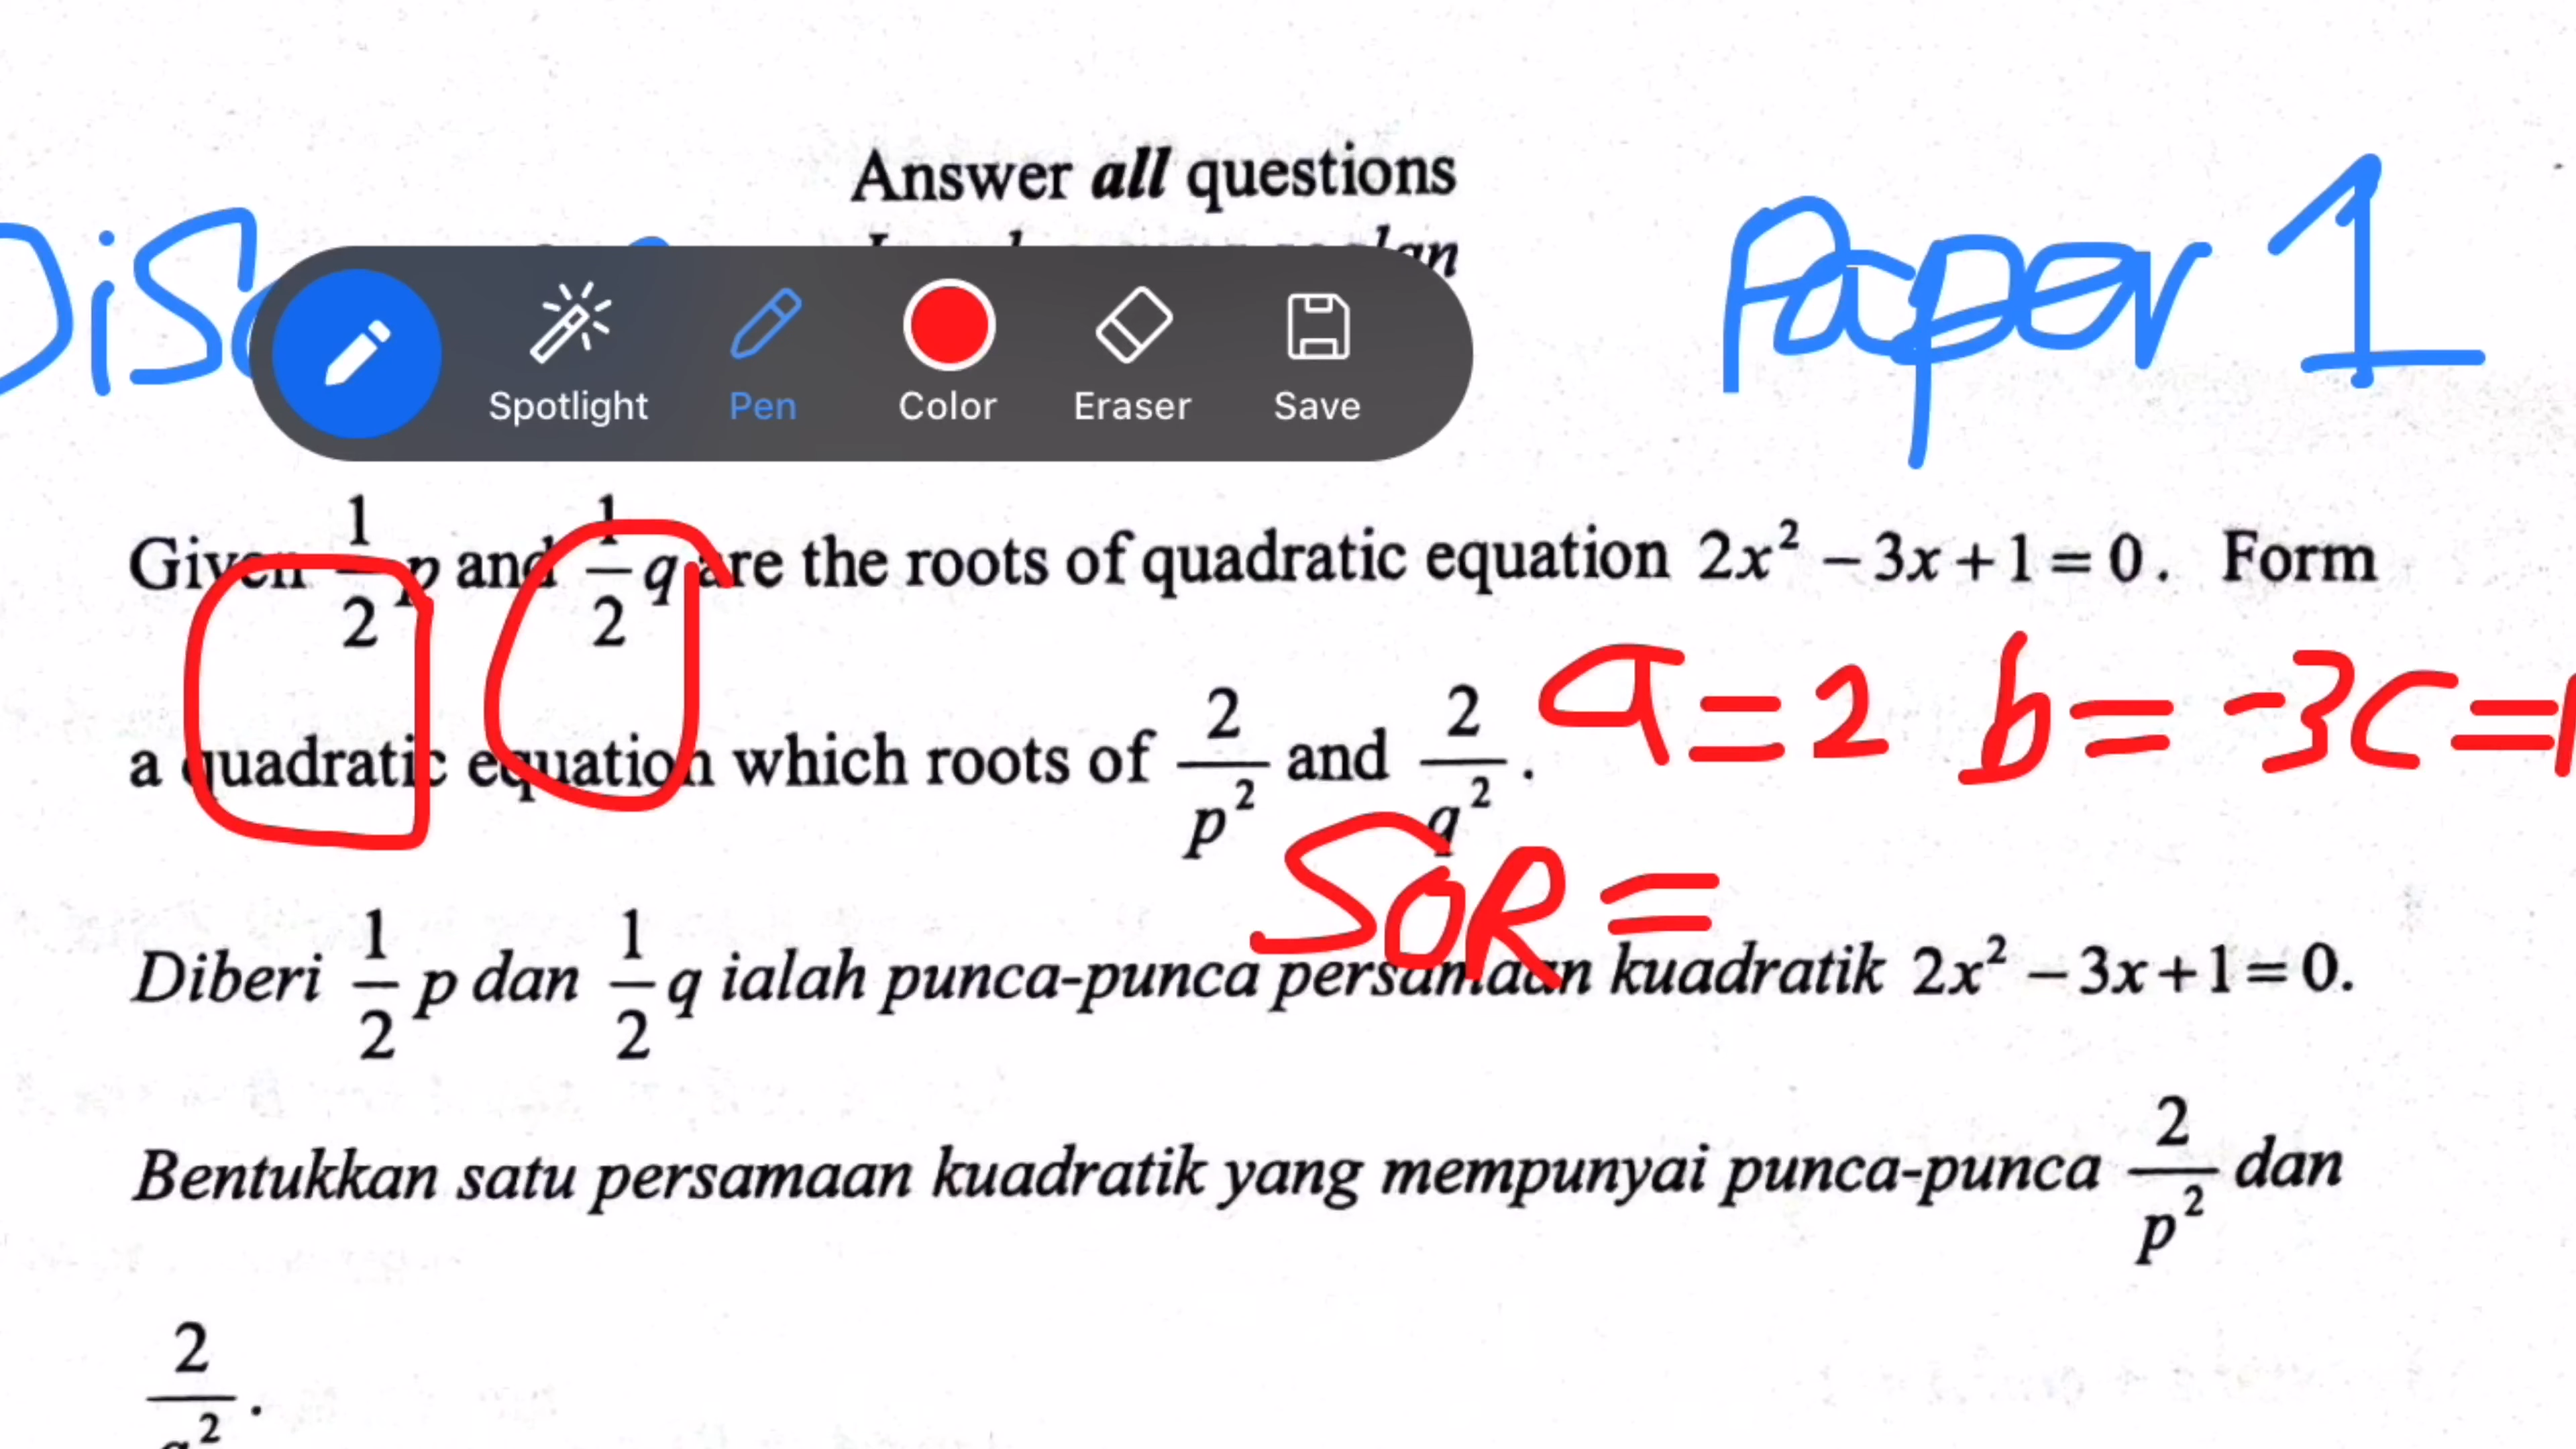 Answer all questions
Paper 1
Spotlight Pen Color Eraser Save
Given 1/2 p and 1/2 q are the roots of quadratic equation 2x² − 3x + 1 = 0. Form
a quadratic equation which roots of 2/p² and 2/q².
a = 2 b = -3 c = 1
SOR =
Diberi 1/2 p dan 1/2 q ialah punca-punca persamaan kuadratik 2x² − 3x + 1 = 0.
Bentukkan satu persamaan kuadratik yang mempunyai punca-punca 2/p² dan
2/q².